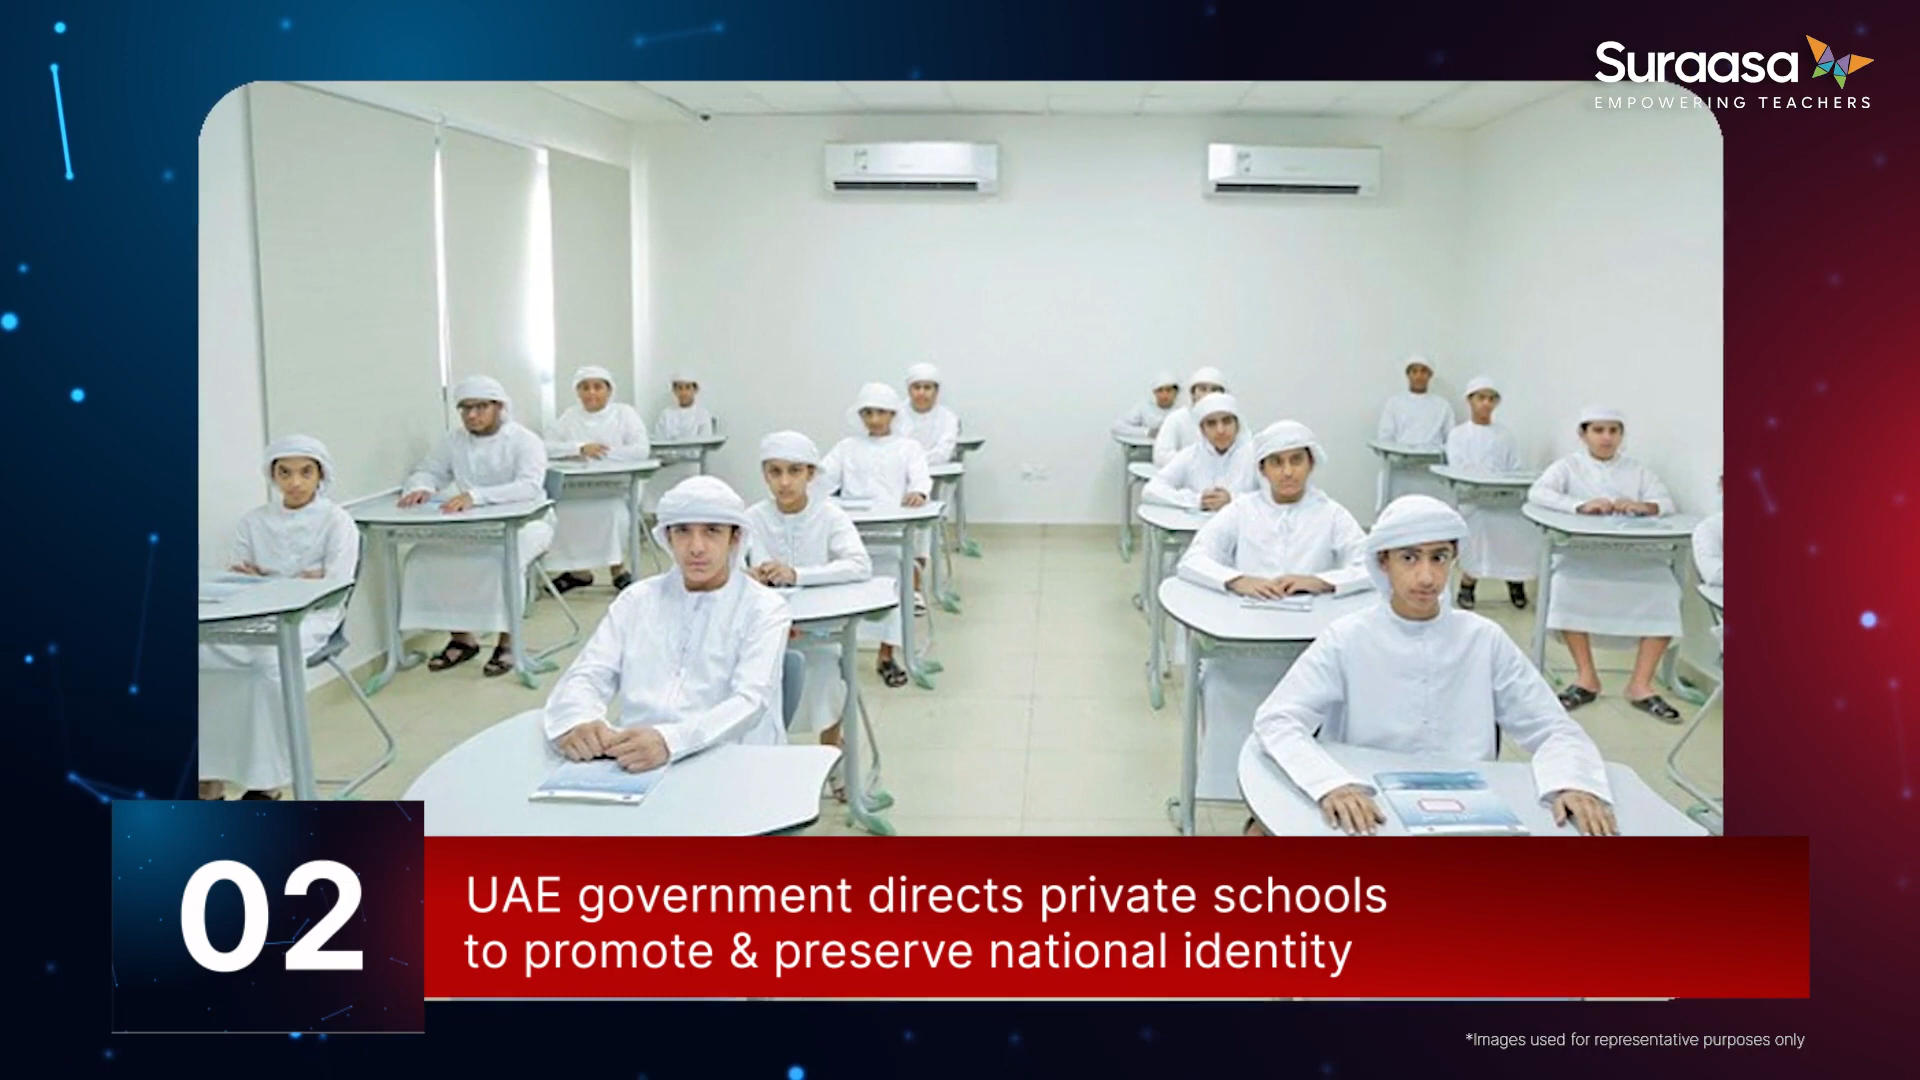 Suraasa
EMPOWERING TEACHERS
02
UAE government directs private schools
to promote & preserve national identity
*Images used for representative purposes only